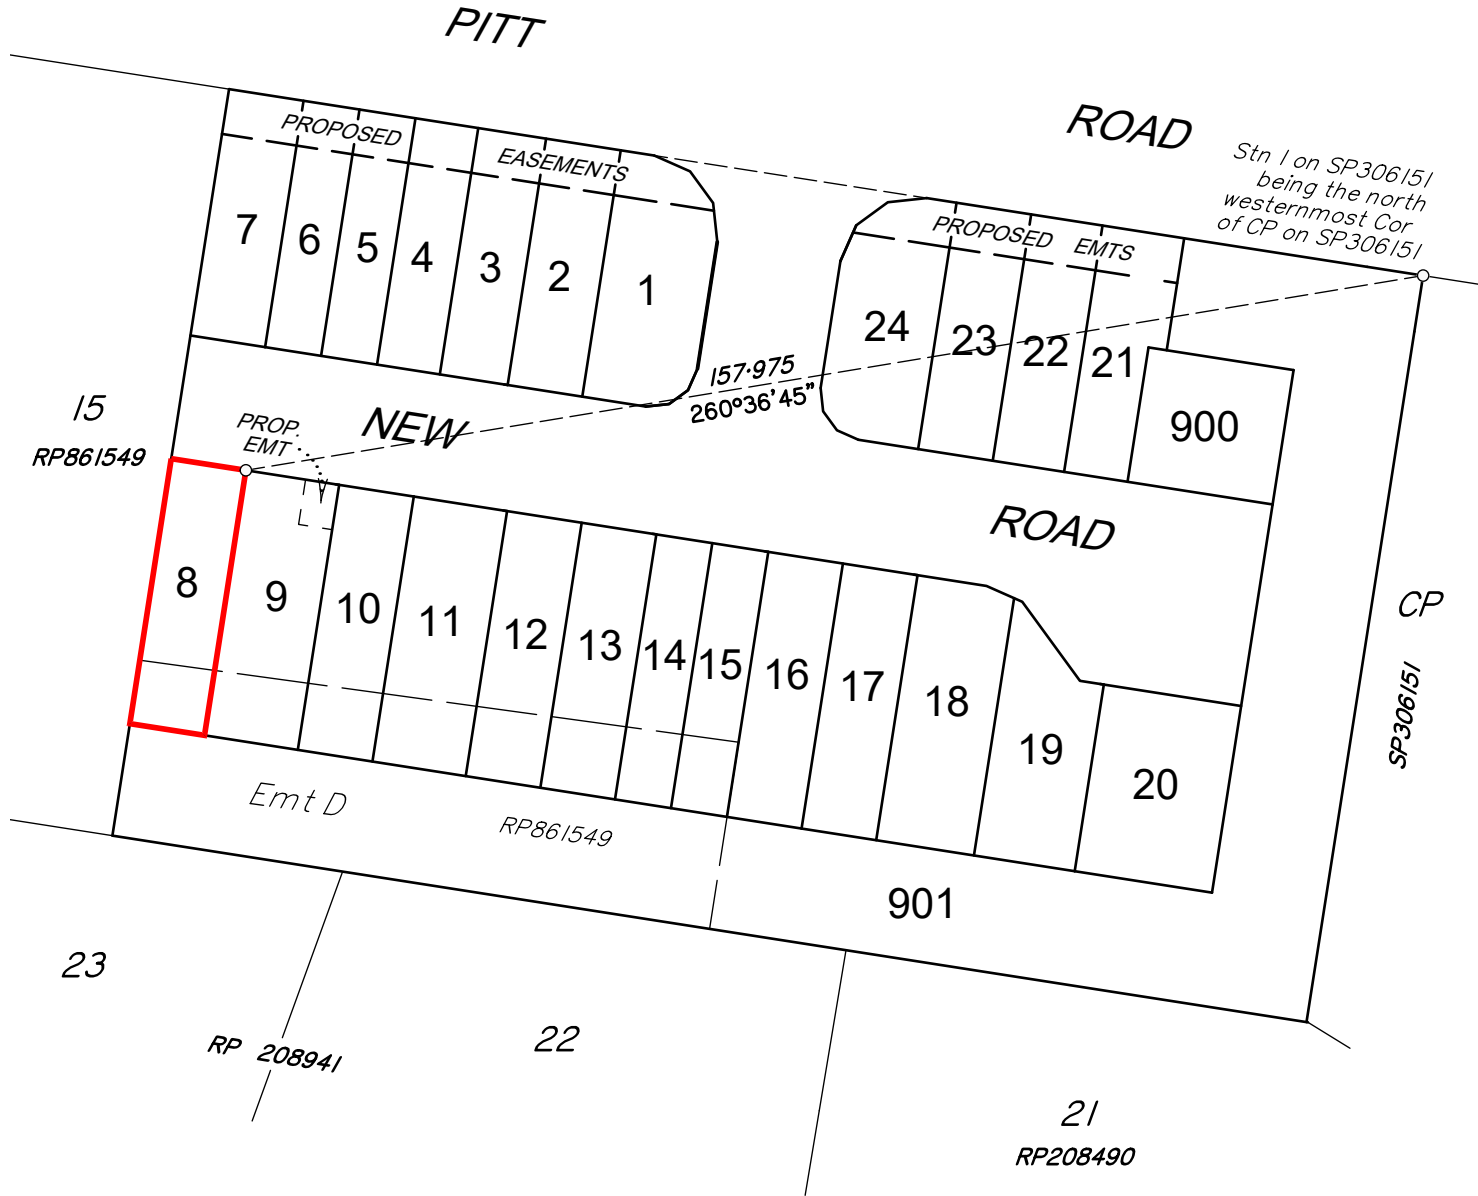 PITT
ROAD
Stn 1 on SP306151
being the north
westernmost Cor
of CP on SP306151
PROPOSED
EASEMENTS
PROPOSED EMTS
7
6
5
4
3
2
1
24
23
22
21
900
157·975
260°36'45"
15
RP861549
PROP.
EMT
NEW
ROAD
8
9
10
11
12
13
14
15
16
17
18
19
20
CP
SP306151
Emt D
RP861549
901
23
22
RP 208941
21
RP208490